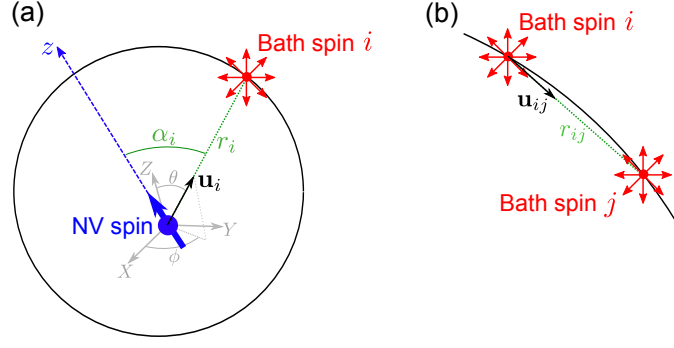 (a)
z
Bath spin i
α_i
r_i
Z
θ
u_i
NV spin
Y
X
ϕ
(b)
Bath spin i
u_ij
r_ij
Bath spin j